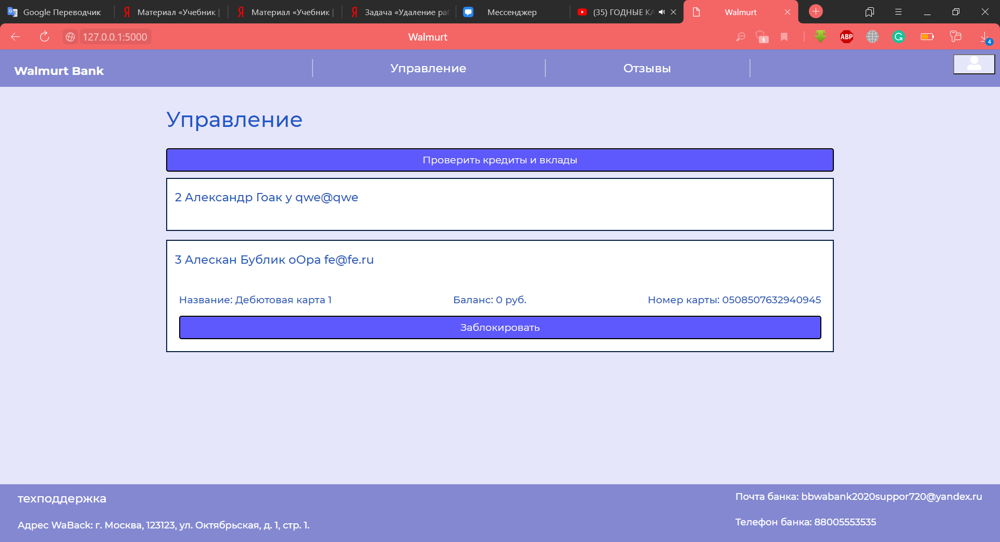 Google Переводчик
Материал «Учебник
Материал «Учебник
Задача «Удаление
Мессенджер
(35) ГОДНЫЕ
Walmurt
127.0.0.1:5000
Walmurt
1
ABP
4
Walmurt Bank
Управление
Отзывы
Управление
Проверить кредиты и вклады
2 Александр Гоак у qwe@qwe
3 Алескан Бублик оОра fe@fe.ru
Название: Дебютовая карта 1
Баланс: 0 руб.
Номер карты: 0508507632940945
Заблокировать
техподдержка
Почта банка: bbwabank2020suppor720@yandex.ru
Адрес WaBack: г. Москва, 123123, ул. Октябрьская, д. 1, стр. 1.
Телефон банка: 88005553535